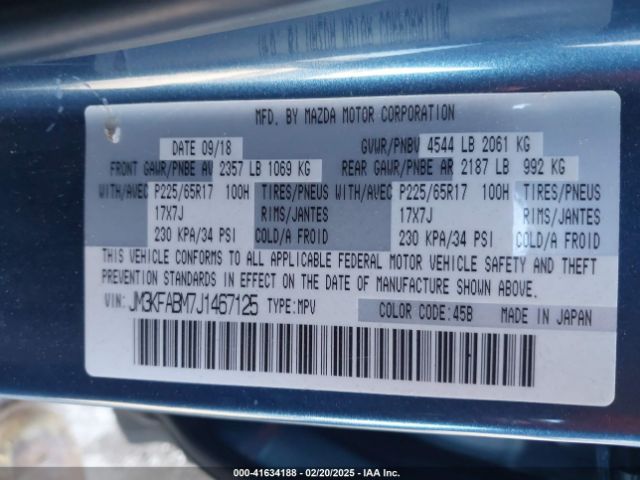 MFD. BY MAZDA MOTOR CORPORATION
DATE 09/18 GVWR/PNBV 4544 LB 2061 KG
FRONT GAWR/PNBE AV 2357 LB 1069 KG REAR GAWR/PNBE AR 2187 LB 992 KG
WITH/AVEC P225/65R17 100H TIRES/PNEUS WITH/AVEC P225/65R17 100H TIRES/PNEUS
17X7J RIMS/JANTES 17X7J RIMS/JANTES
230 KPA/34 PSI COLD/A FROID 230 KPA/34 PSI COLD/A FROID
THIS VEHICLE CONFORMS TO ALL APPLICABLE FEDERAL MOTOR VEHICLE SAFETY AND THEFT
PREVENTION STANDARDS IN EFFECT ON THE DATE OF MANUFACTURE SHOWN ABOVE.
VIN: JM3KFABM7J1467125 TYPE:MPV COLOR CODE:45B MADE IN JAPAN
000-41634188 - 02/20/2025 - IAA Inc.